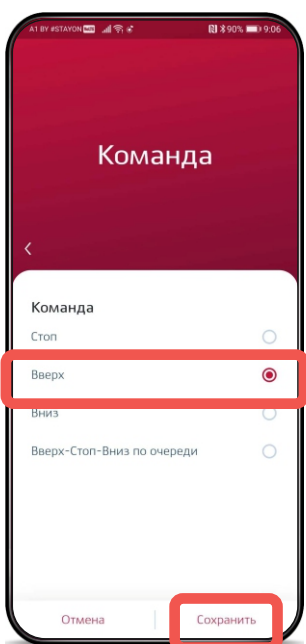 A1 BY #STAYON 90% 9:06
Команда
Команда
Стоп
Вверх
Вниз
Вверх-Стоп-Вниз по очереди
Отмена Сохранить